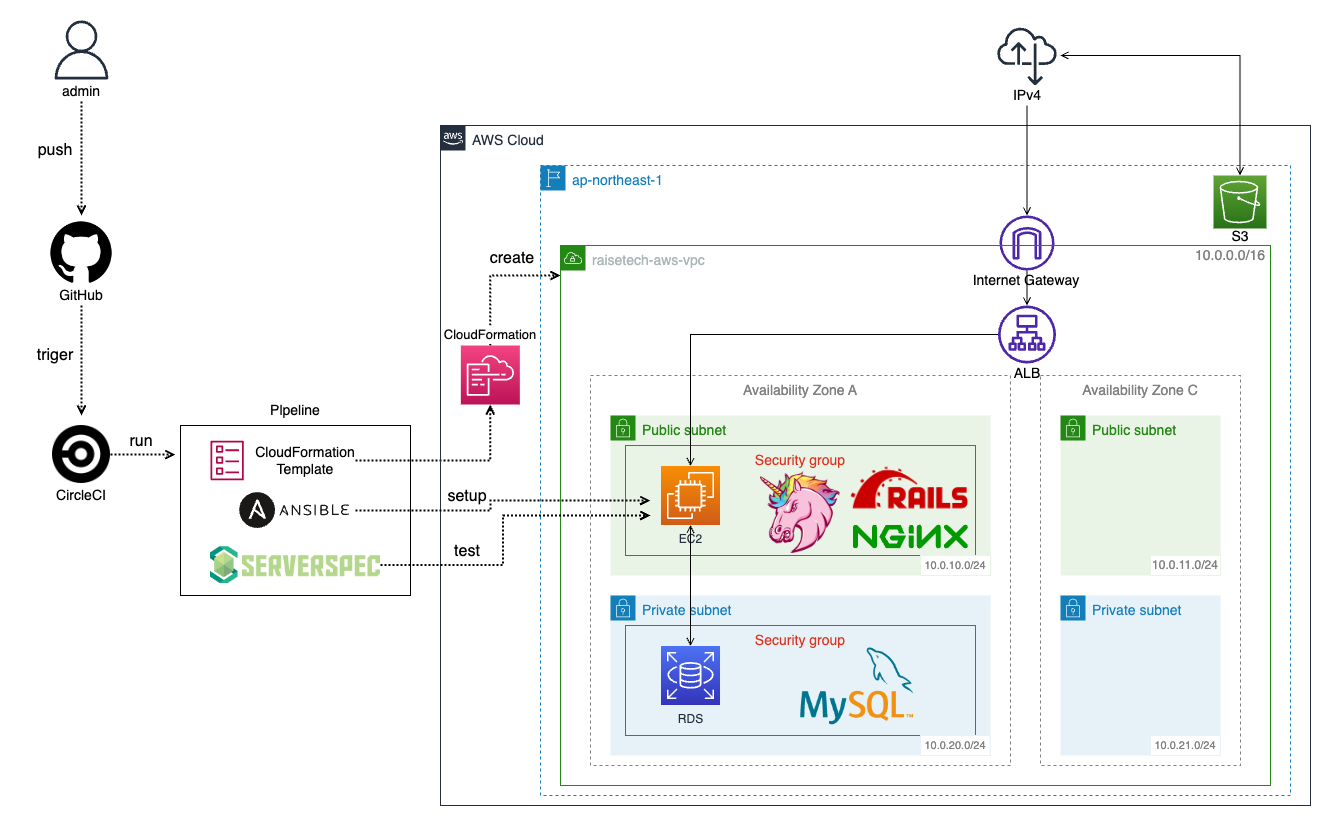 admin
push
GitHub
triger
CircleCI
run
PIpeline
CloudFormation
Template
ANSIBLE
SERVERSPEC
setup
test
CloudFormation
create
aws
AWS Cloud
ap-northeast-1
IPv4
S3
raisetech-aws-vpc
10.0.0.0/16
Internet Gateway
ALB
Availability Zone A
Public subnet
Security group
EC2
RAILS
NGINX
10.0.10.0/24
Private subnet
Security group
RDS
MySQL™
10.0.20.0/24
Availability Zone C
Public subnet
10.0.11.0/24
Private subnet
10.0.21.0/24